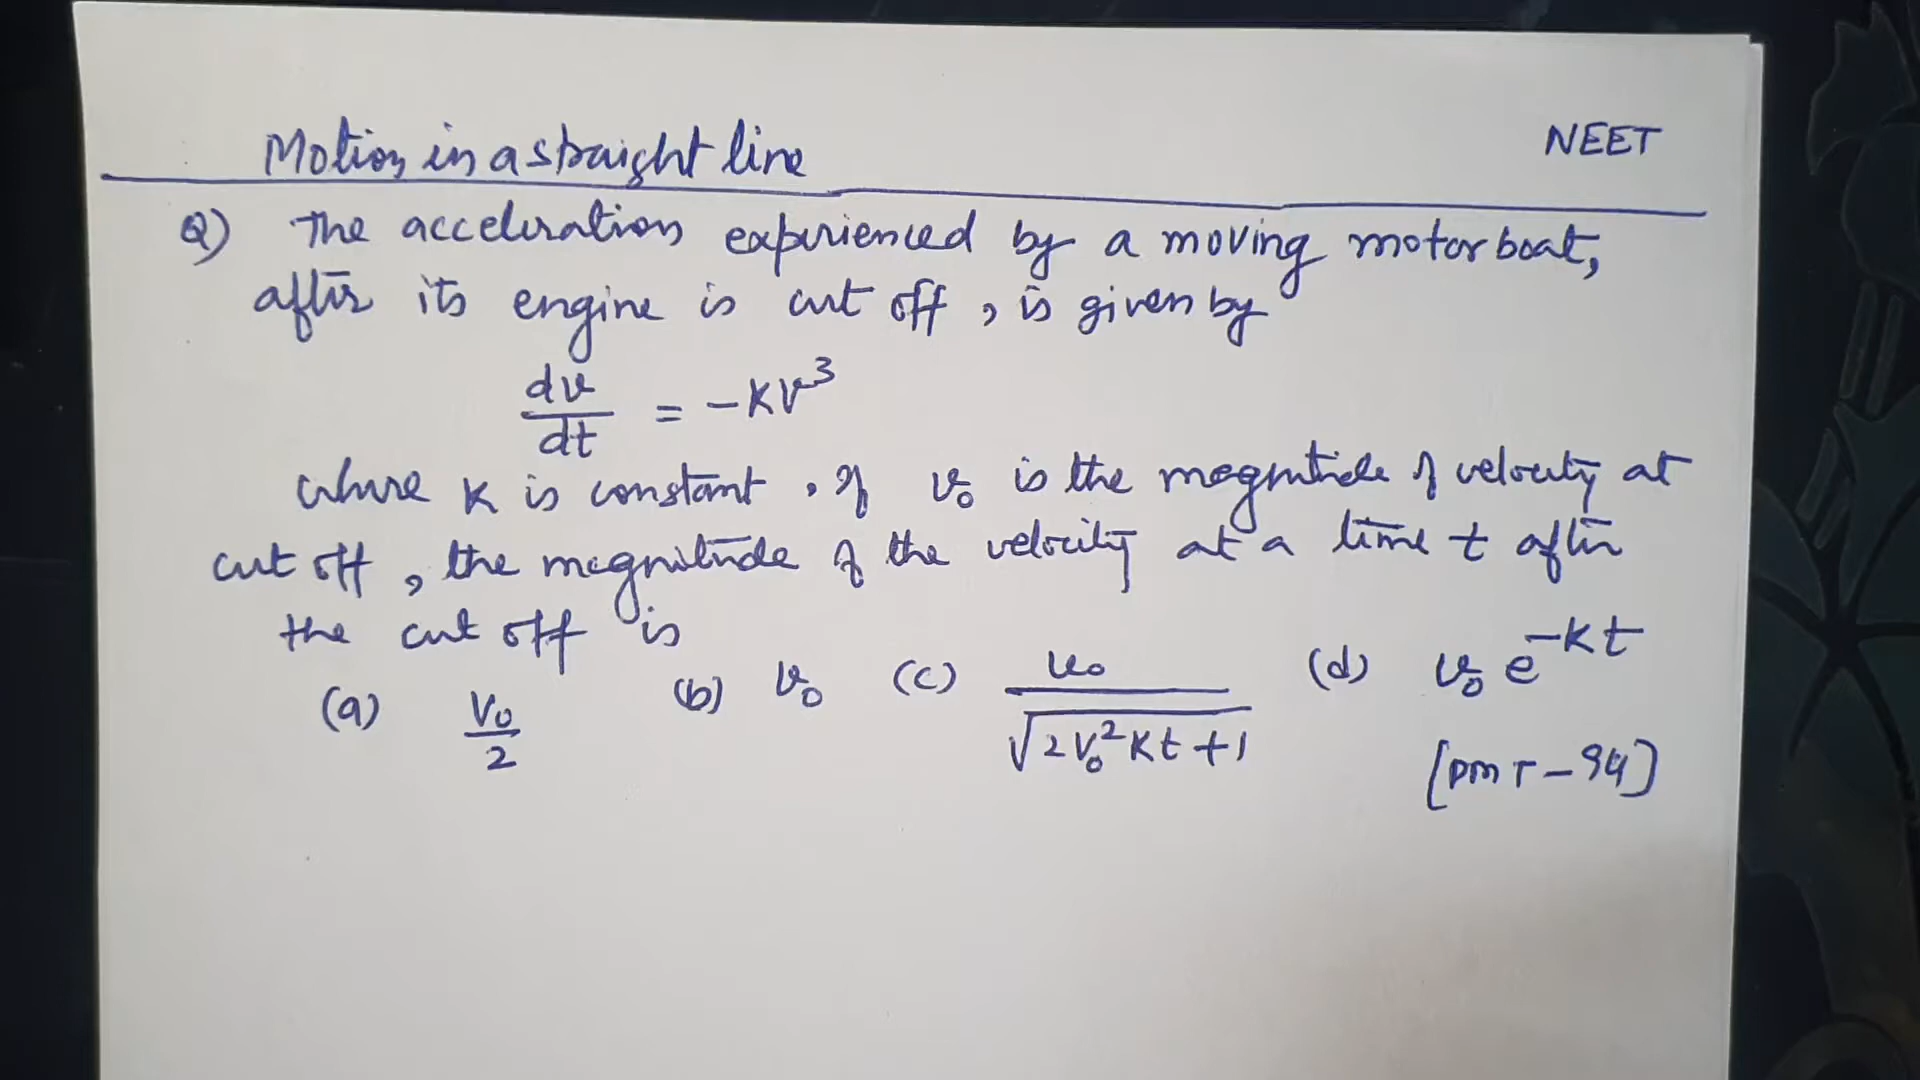 Motion in a straight line
NEET
Q) The acceleration experienced by a moving motor boat,
after its engine is cut off, is given by
dv/dt = -KV³
where K is constant. If v₀ is the magnitude of velocity at
cut off, the magnitude of the velocity at a time t after
the cut off is
(a) V₀/2 (b) v₀ (c) v₀/√(2V₀²Kt+1) (d) v₀e^(-Kt)
[PMT-94]